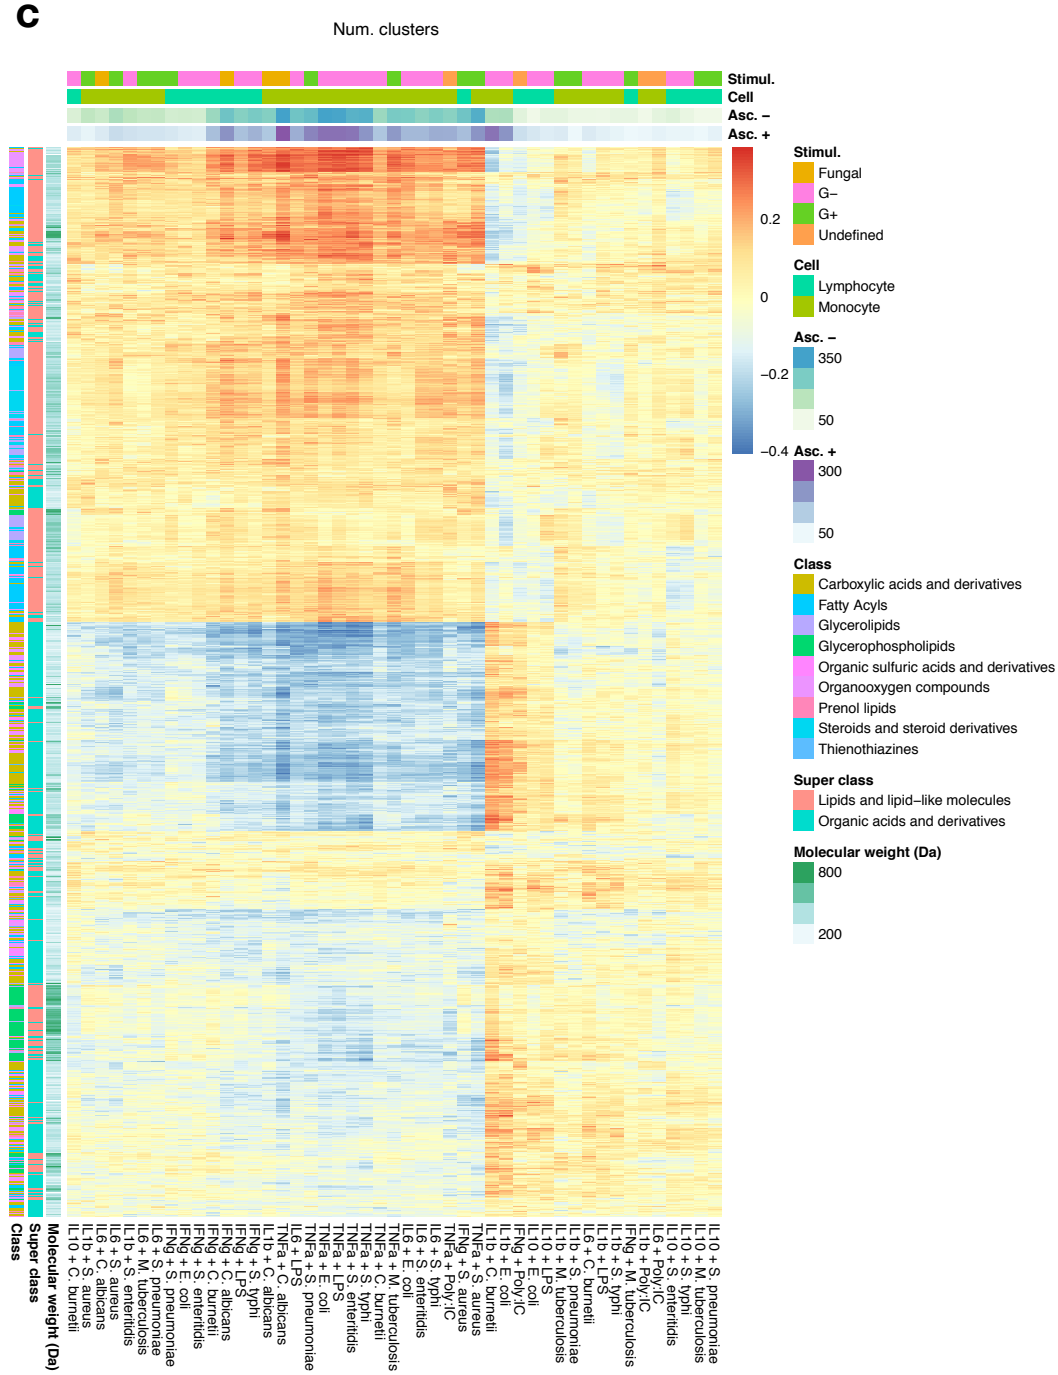 c
Num. clusters
Stimul.
Cell
Asc. −
Asc. +
0.2
0
−0.2
−0.4
Stimul.
Fungal
G−
G+
Undefined
Cell
Lymphocyte
Monocyte
Asc. −
350
50
Asc. +
300
50
Class
Carboxylic acids and derivatives
Fatty Acyls
Glycerolipids
Glycerophospholipids
Organic sulfuric acids and derivatives
Organooxygen compounds
Prenol lipids
Steroids and steroid derivatives
Thienothiazines
Super class
Lipids and lipid−like molecules
Organic acids and derivatives
Molecular weight (Da)
800
200
Class
Super class
Molecular weight (Da)
IL10 + C. burnetii
IL1b + S. aureus
IL6 + C. albicans
IL6 + S. aureus
IL1b + S. enteritidis
IL6 + M. tuberculosis
IL6 + S. pneumoniae
IFNg + S. pneumoniae
IFNg + E. coli
IFNg + S. enteritidis
IFNg + C. burnetii
IFNg + C. albicans
IFNg + LPS
IFNg + S. typhi
IL1b + C. albicans
TNFa + C. albicans
IL6 + LPS
TNFa + S. pneumoniae
TNFa + E. coli
TNFa + LPS
TNFa + S. enteritidis
TNFa + S. typhi
TNFa + C. burnetii
TNFa + M. tuberculosis
IL6 + E. coli
IL6 + S. enteritidis
IL6 + S. typhi
TNFa + Poly:IC
IFNg + S. aureus
TNFa + S. aureus
IL1b + C. burnetii
IL1b + E. coli
IFNg + Poly:IC
IL10 + E. coli
IL10 + LPS
IL1b + M. tuberculosis
IL1b + S. pneumoniae
IL6 + C. burnetii
IL1b + LPS
IL1b + S. typhi
IFNg + M. tuberculosis
IL1b + Poly:IC
IL6 + Poly:IC
IL10 + S. enteritidis
IL10 + S. typhi
IL10 + M. tuberculosis
IL10 + S. pneumoniae